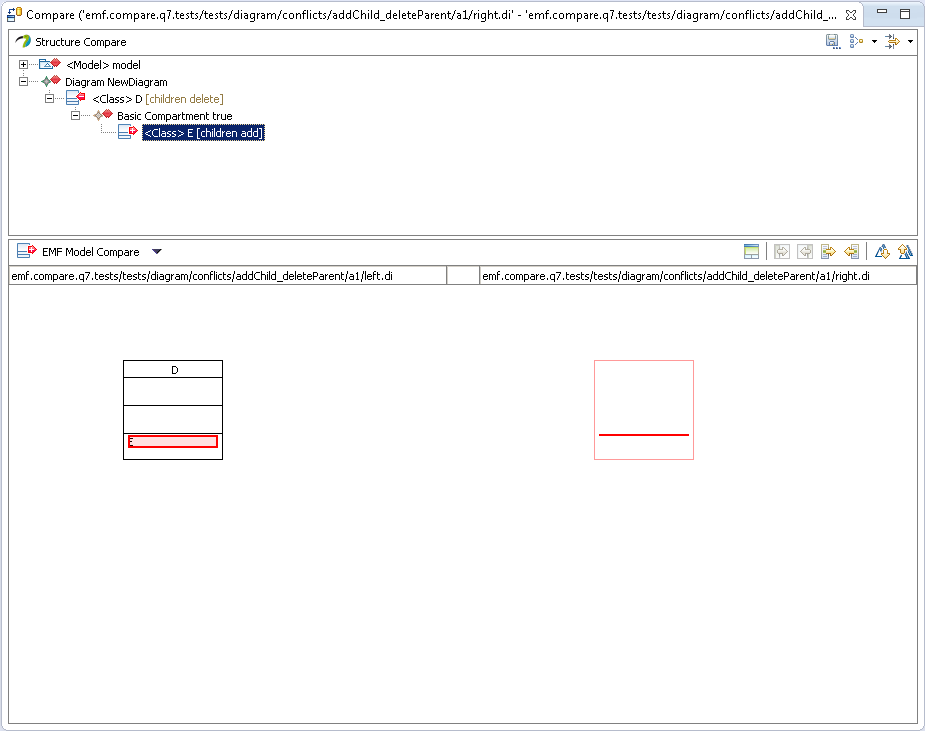 Compare ('emf.compare.q7.tests/tests/diagram/conflicts/addChild_deleteParent/a1/right.di' - 'emf.compare.q7.tests/tests/diagram/conflicts/addChild_...
Structure Compare
<Model> model
Diagram NewDiagram
<Class> D [children delete]
Basic Compartment true
<Class> E [children add]
EMF Model Compare
emf.compare.q7.tests/tests/diagram/conflicts/addChild_deleteParent/a1/left.di
emf.compare.q7.tests/tests/diagram/conflicts/addChild_deleteParent/a1/right.di
D
E